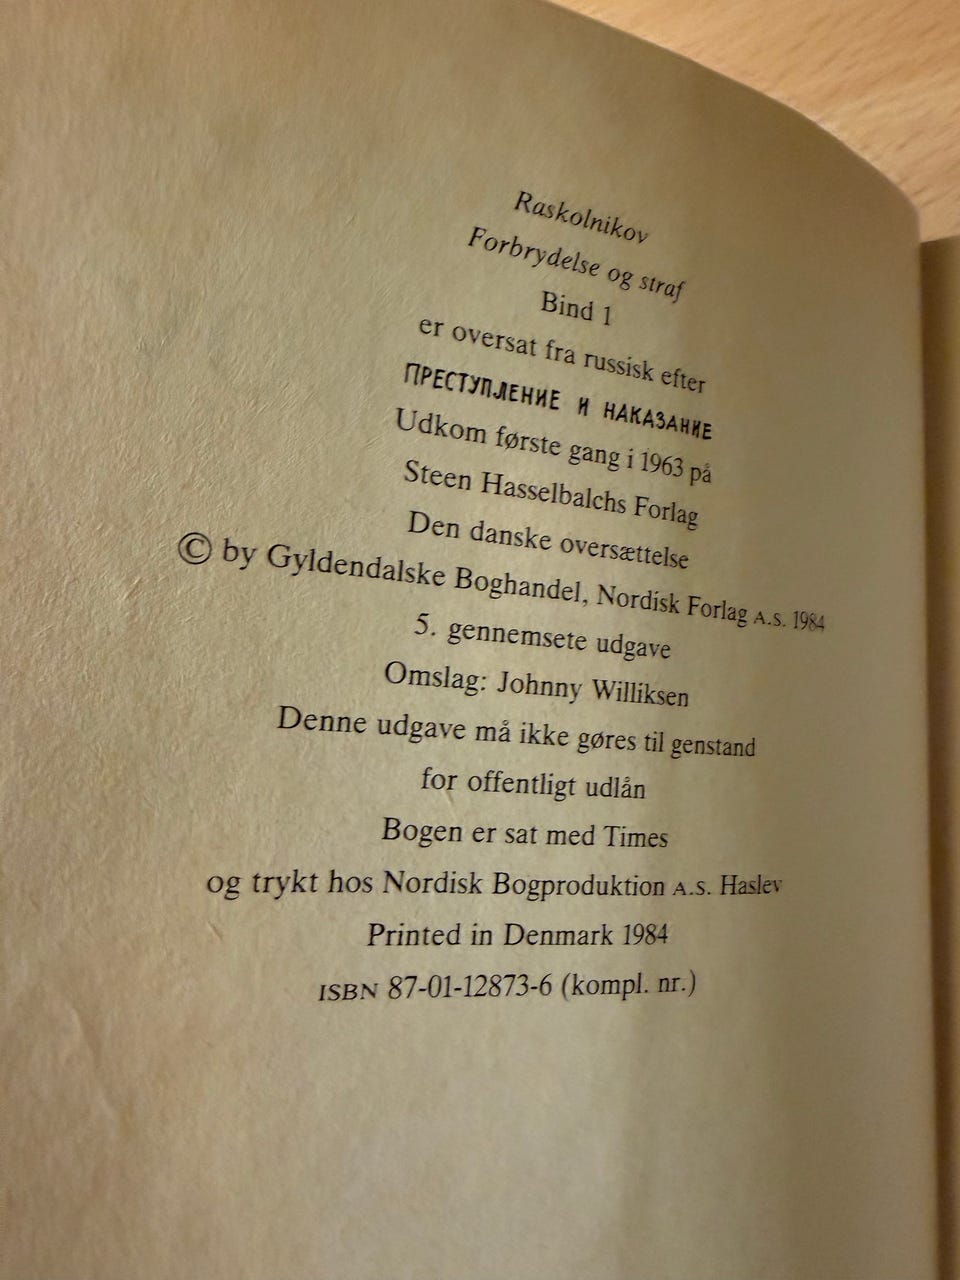 Raskolnikov
Forbrydelse og straf
Bind 1
er oversat fra russisk efter
ПРЕСТУПЛЕНИЕ И НАКАЗАНИЕ
Udkom første gang i 1963 på
Steen Hasselbalchs Forlag
Den danske oversættelse
© by Gyldendalske Boghandel, Nordisk Forlag A.S. 1984
5. gennemsete udgave
Omslag: Johnny Williksen
Denne udgave må ikke gøres til genstand
for offentligt udlån
Bogen er sat med Times
og trykt hos Nordisk Bogproduktion A.S. Haslev
Printed in Denmark 1984
ISBN 87-01-12873-6 (kompl. nr.)